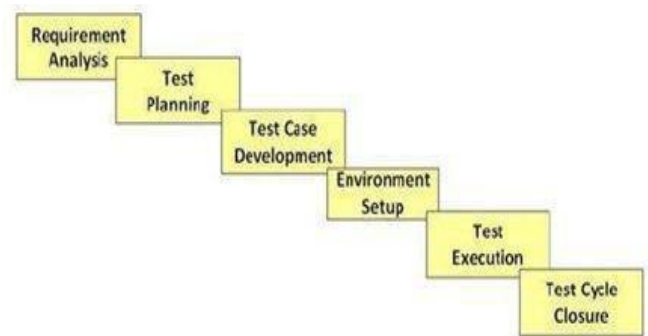 Requirement
Analysis
Test
Planning
Test Case
Development
Environment
Setup
Test
Execution
Test Cycle
Closure